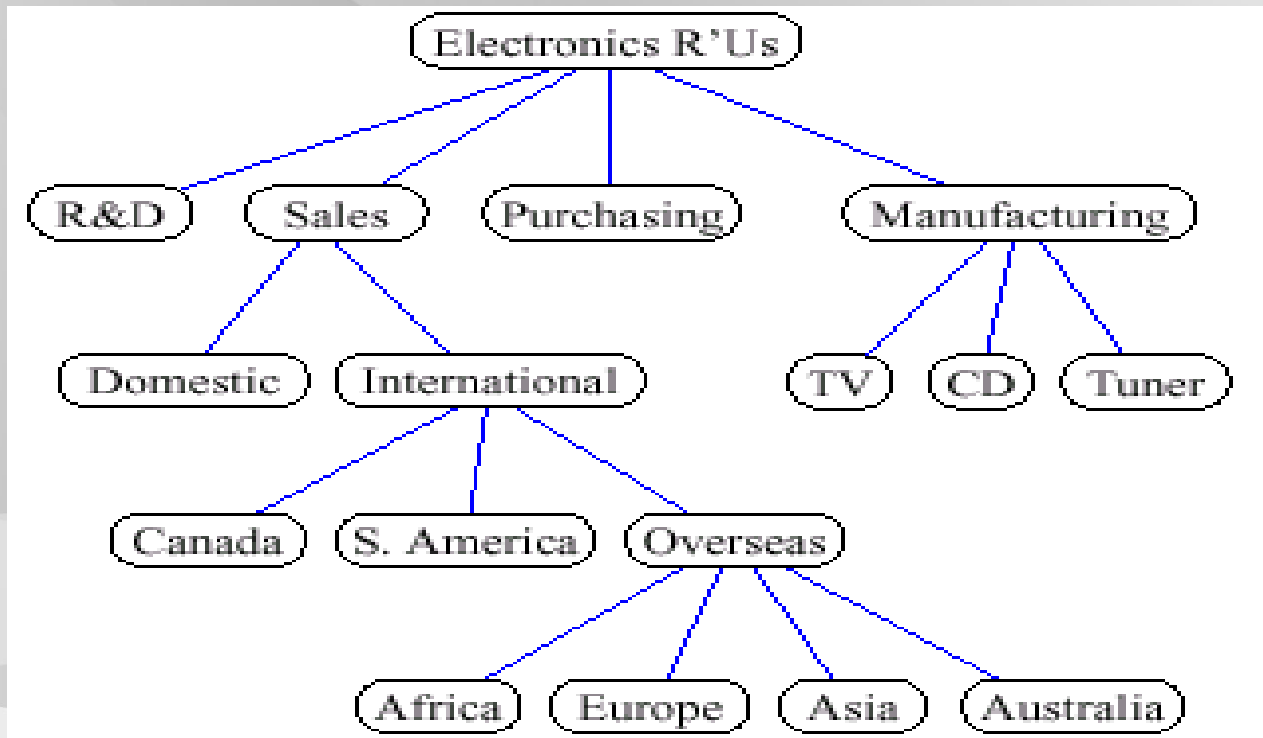 Electronics R'Us
R&D Sales Purchasing Manufacturing
Domestic International TV CD Tuner
Canada S. America Overseas
Africa Europe Asia Australia